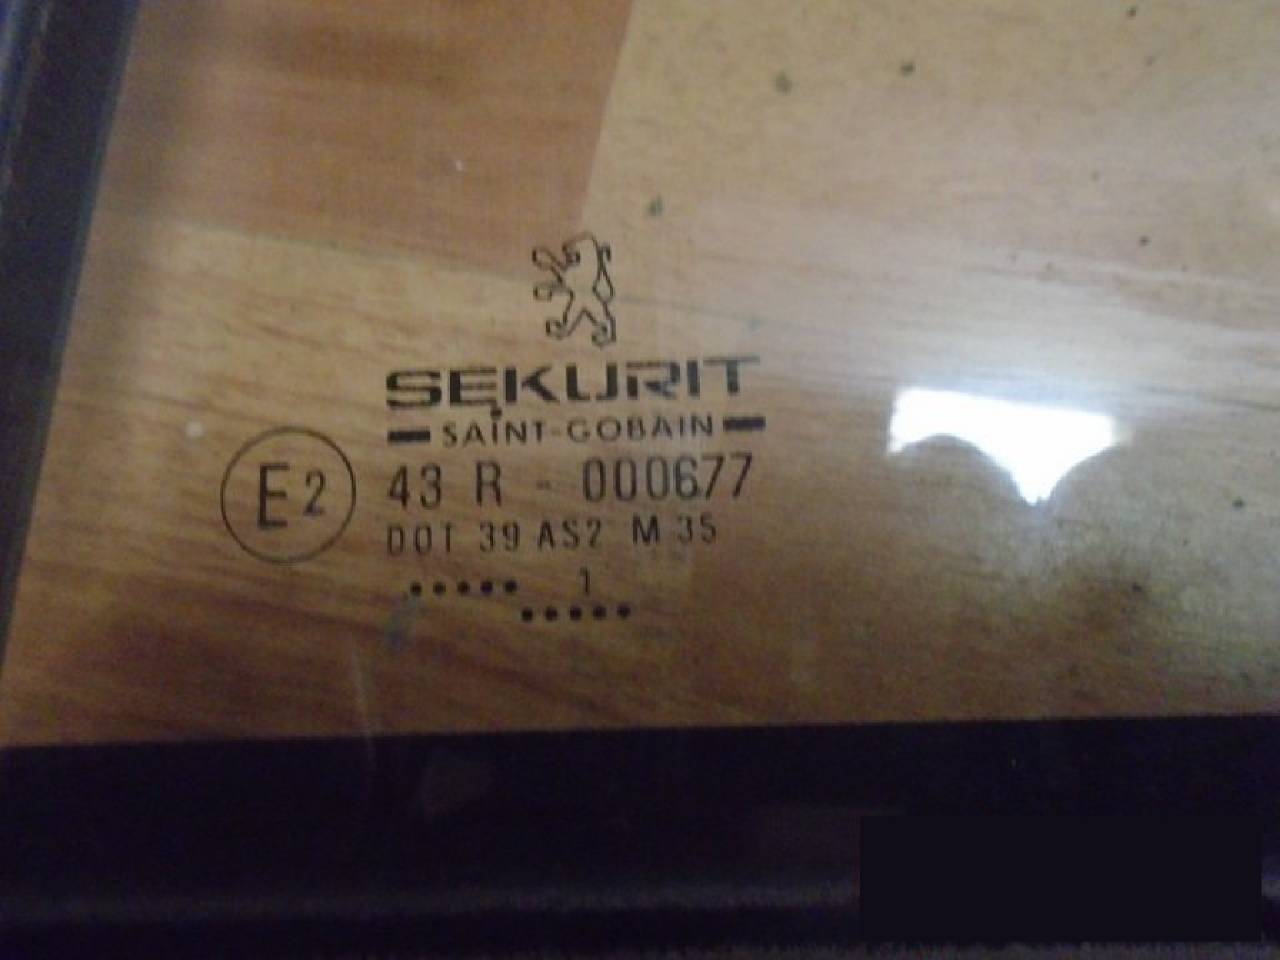 SEKURIT
SAINT-GOBAIN
E2
43 R - 000677
DOT 39 AS2 M 35
..... 1
.....